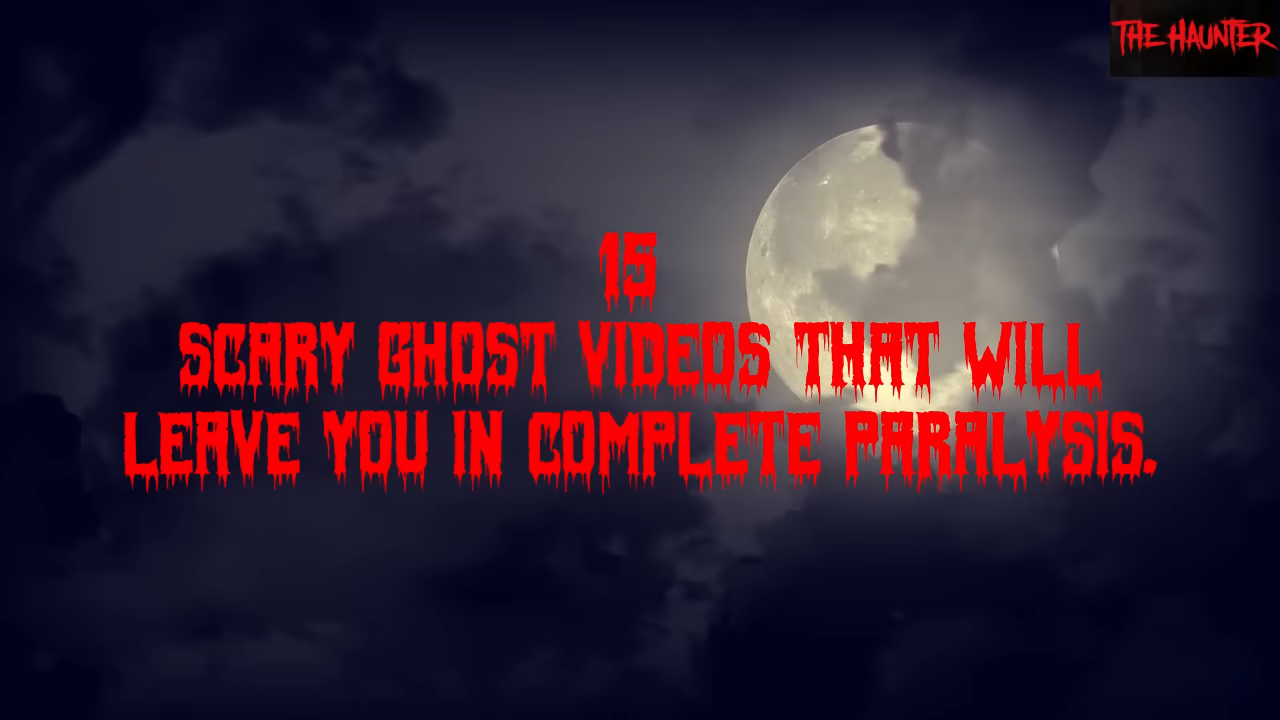 THE HAUNTER
15
SCARY GHOST VIDEOS THAT WILL
LEAVE YOU IN COMPLETE PARALYSIS.